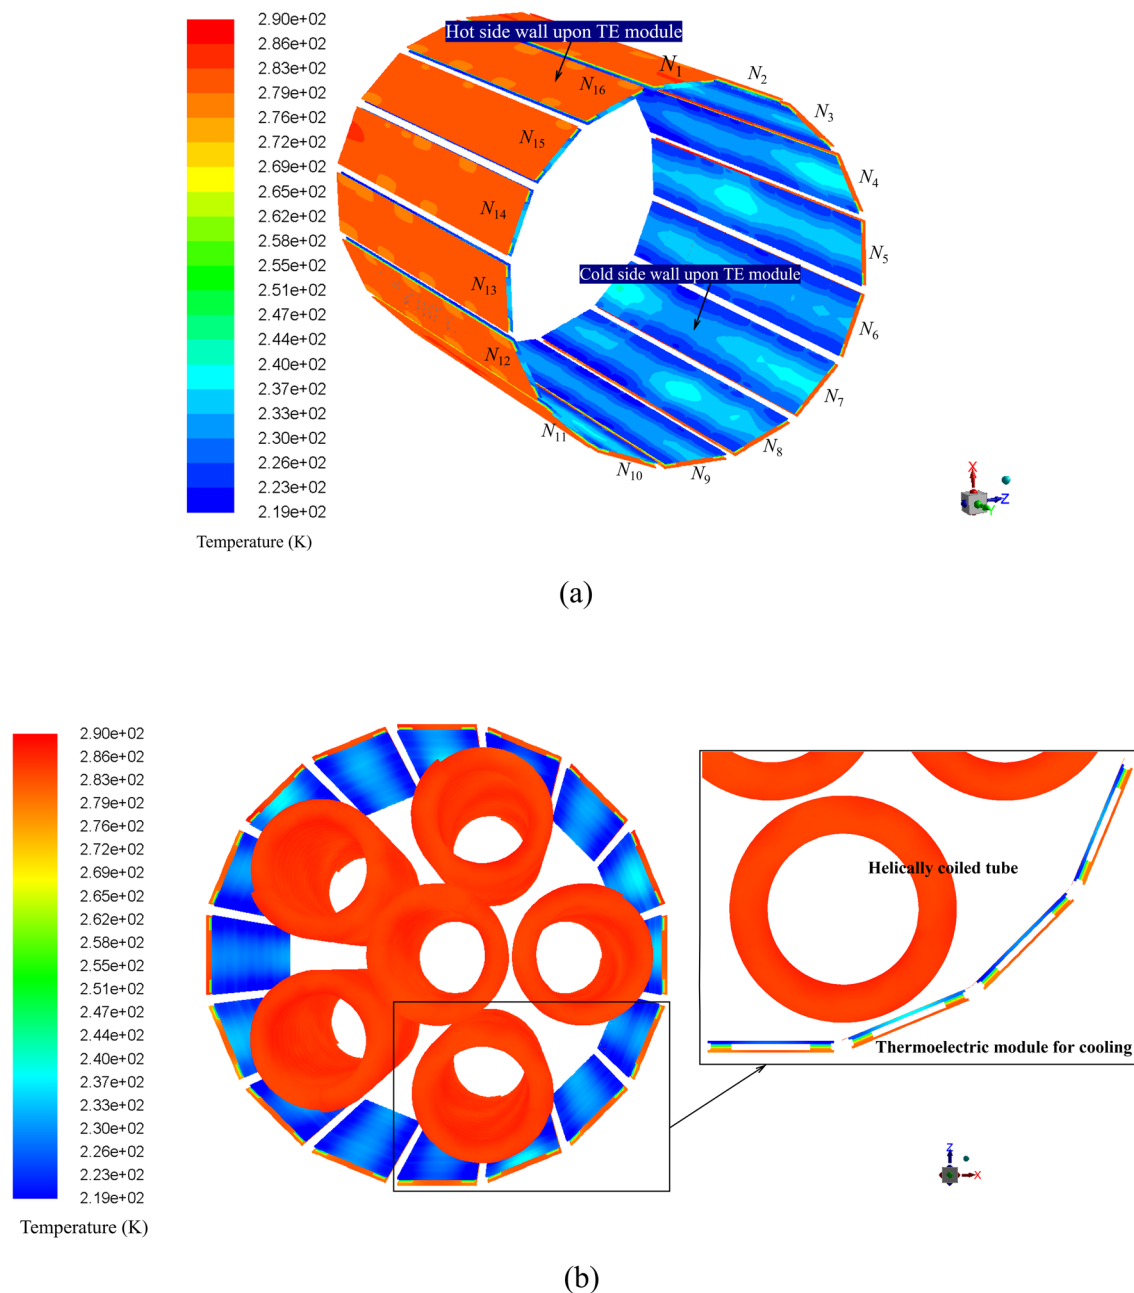 2.90e+02
2.86e+02
2.83e+02
2.79e+02
2.76e+02
2.72e+02
2.69e+02
2.65e+02
2.62e+02
2.58e+02
2.55e+02
2.51e+02
2.47e+02
2.44e+02
2.40e+02
2.37e+02
2.33e+02
2.30e+02
2.26e+02
2.23e+02
2.19e+02
Temperature (K)
Hot side wall upon TE module
Cold side wall upon TE module
N1
N2
N3
N4
N5
N6
N7
N8
N9
N10
N11
N12
N13
N14
N15
N16
X
Z
Y
(a)
2.90e+02
2.86e+02
2.83e+02
2.79e+02
2.76e+02
2.72e+02
2.69e+02
2.65e+02
2.62e+02
2.58e+02
2.55e+02
2.51e+02
2.47e+02
2.44e+02
2.40e+02
2.37e+02
2.33e+02
2.30e+02
2.26e+02
2.23e+02
2.19e+02
Temperature (K)
Helically coiled tube
Thermoelectric module for cooling
Z
X
(b)